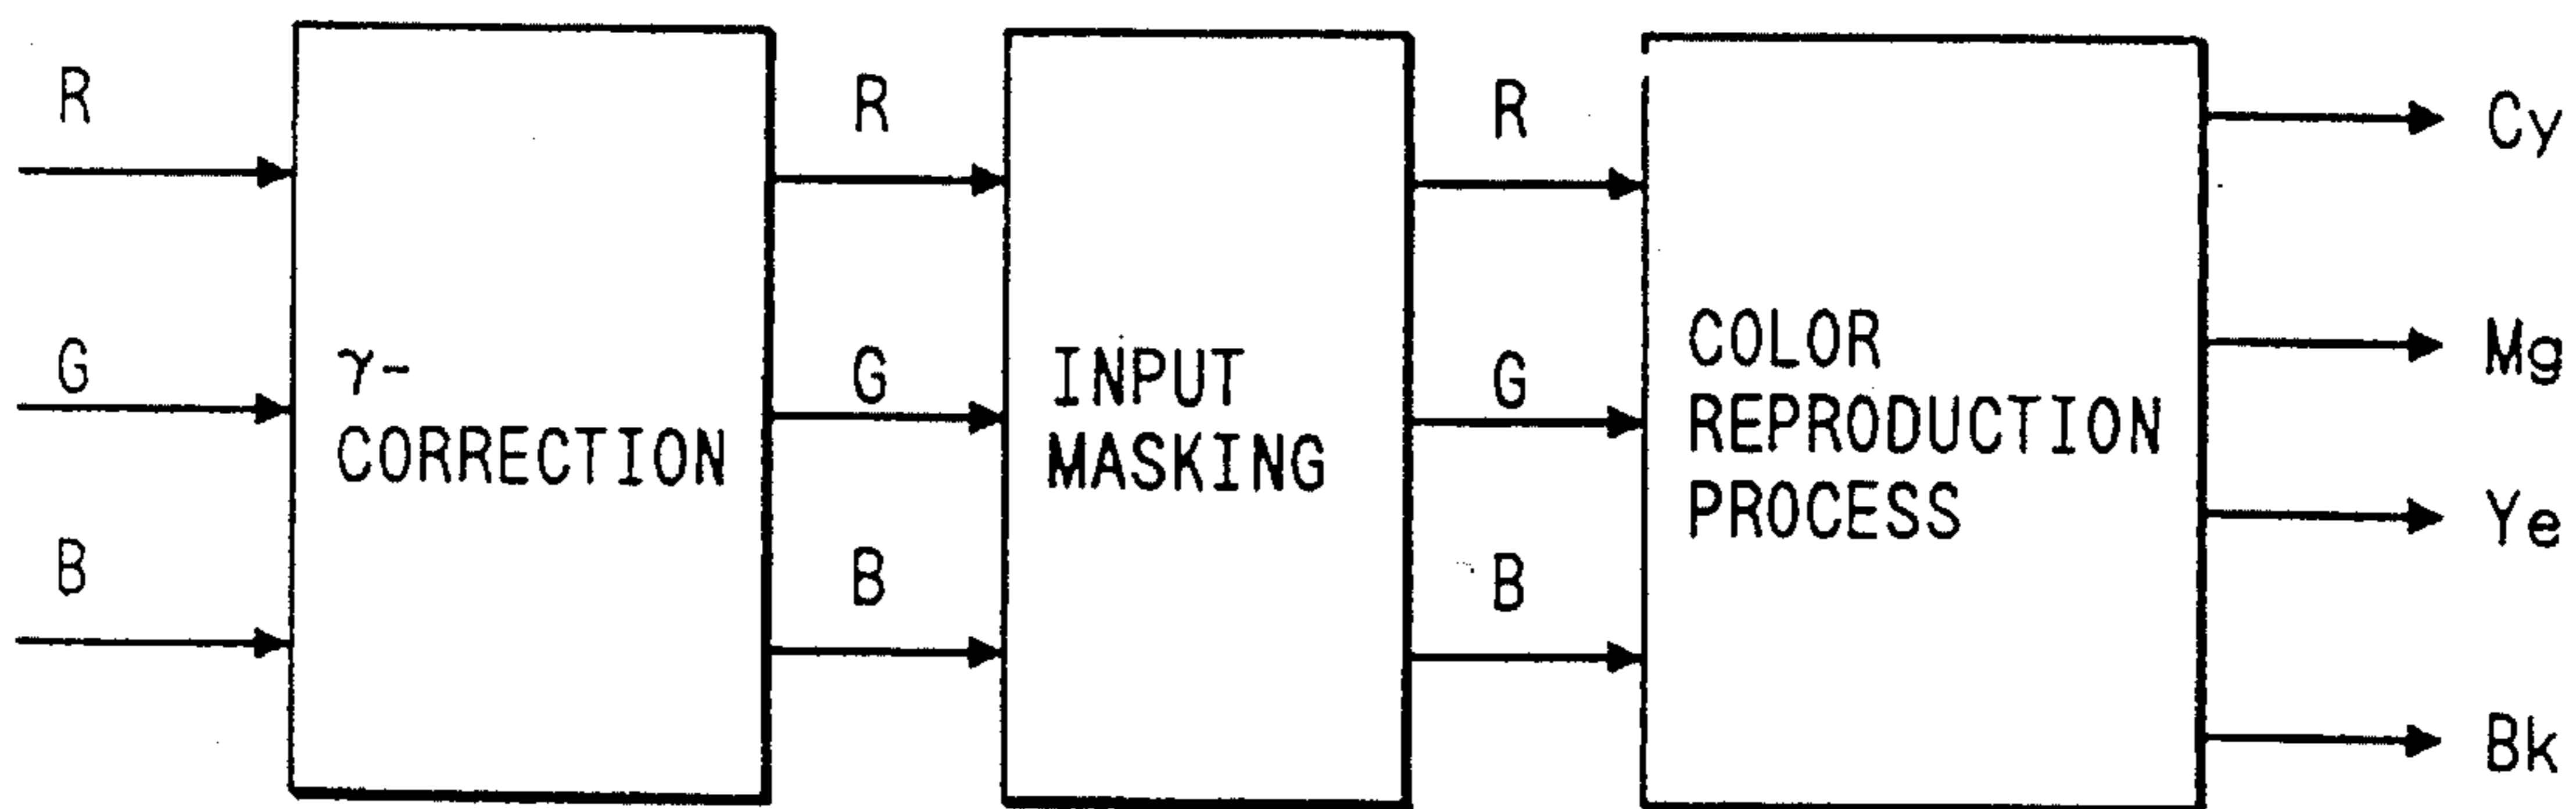 R
G
B
γ-
CORRECTION
R
G
B
INPUT
MASKING
R
G
B
COLOR
REPRODUCTION
PROCESS
Cy
Mg
Ye
Bk